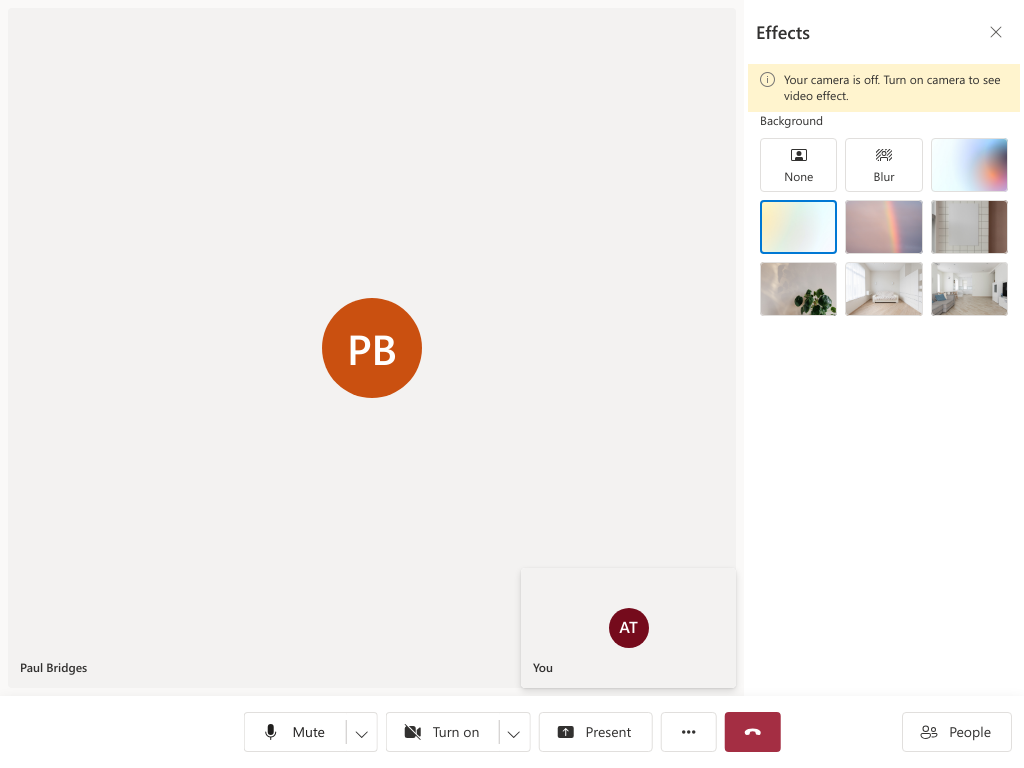 Effects
Your camera is off. Turn on camera to see
video effect.
Background
None
Blur
PB
AT
Paul Bridges
You
Mute
Turn on
Present
People